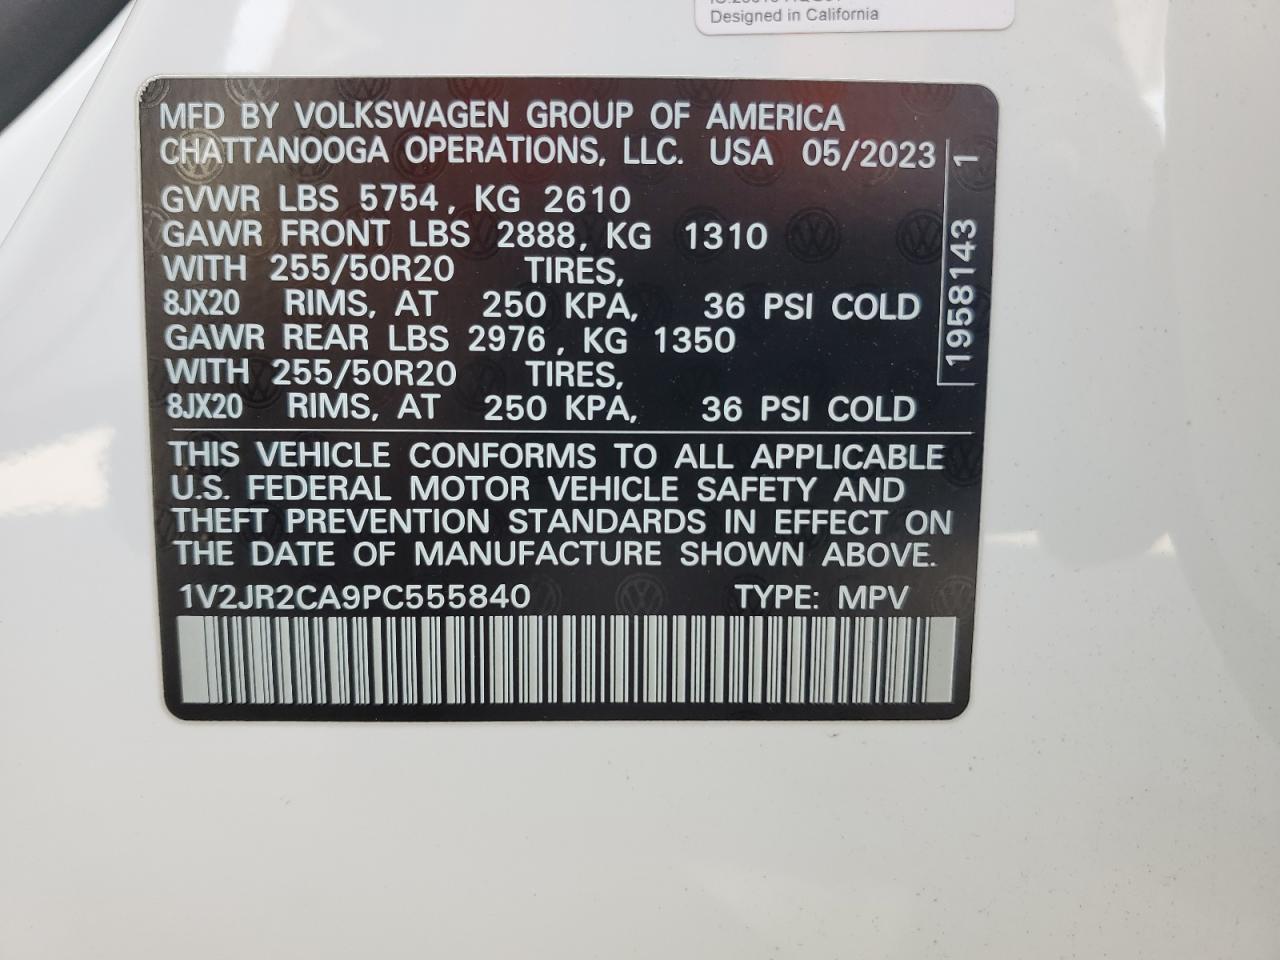 Designed in California
MFD BY VOLKSWAGEN GROUP OF AMERICA
CHATTANOOGA OPERATIONS, LLC. USA 05/2023
GVWR LBS 5754, KG 2610
GAWR FRONT LBS 2888, KG 1310
WITH 255/50R20 TIRES,
8JX20 RIMS, AT 250 KPA, 36 PSI COLD
GAWR REAR LBS 2976, KG 1350
WITH 255/50R20 TIRES,
8JX20 RIMS, AT 250 KPA, 36 PSI COLD
1958143 1
THIS VEHICLE CONFORMS TO ALL APPLICABLE
U.S. FEDERAL MOTOR VEHICLE SAFETY AND
THEFT PREVENTION STANDARDS IN EFFECT ON
THE DATE OF MANUFACTURE SHOWN ABOVE.
1V2JR2CA9PC555840 TYPE: MPV